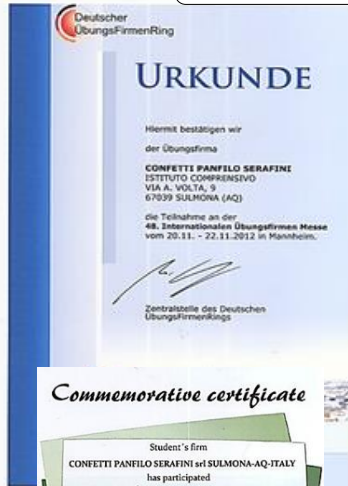 Deutscher
ÜbungsFirmenRing
URKUNDE
Hiermit bestätigen wir
der Übungsfirma
CONFETTI PANFILO SERAFINI
ISTITUTO COMPRENSIVO
VIA A. VOLTA, 9
67039 SULMONA (AQ)
die Teilnahme an der
48. Internationalen Übungsfirmen Messe
vom 20.11. - 22.11.2012 in Mannheim.
Zentralstelle des Deutschen
ÜbungsFirmenRings
Commemorative certificate
Student's firm
CONFETTI PANFILO SERAFINI srl SULMONA-AQ-ITALY
has participated